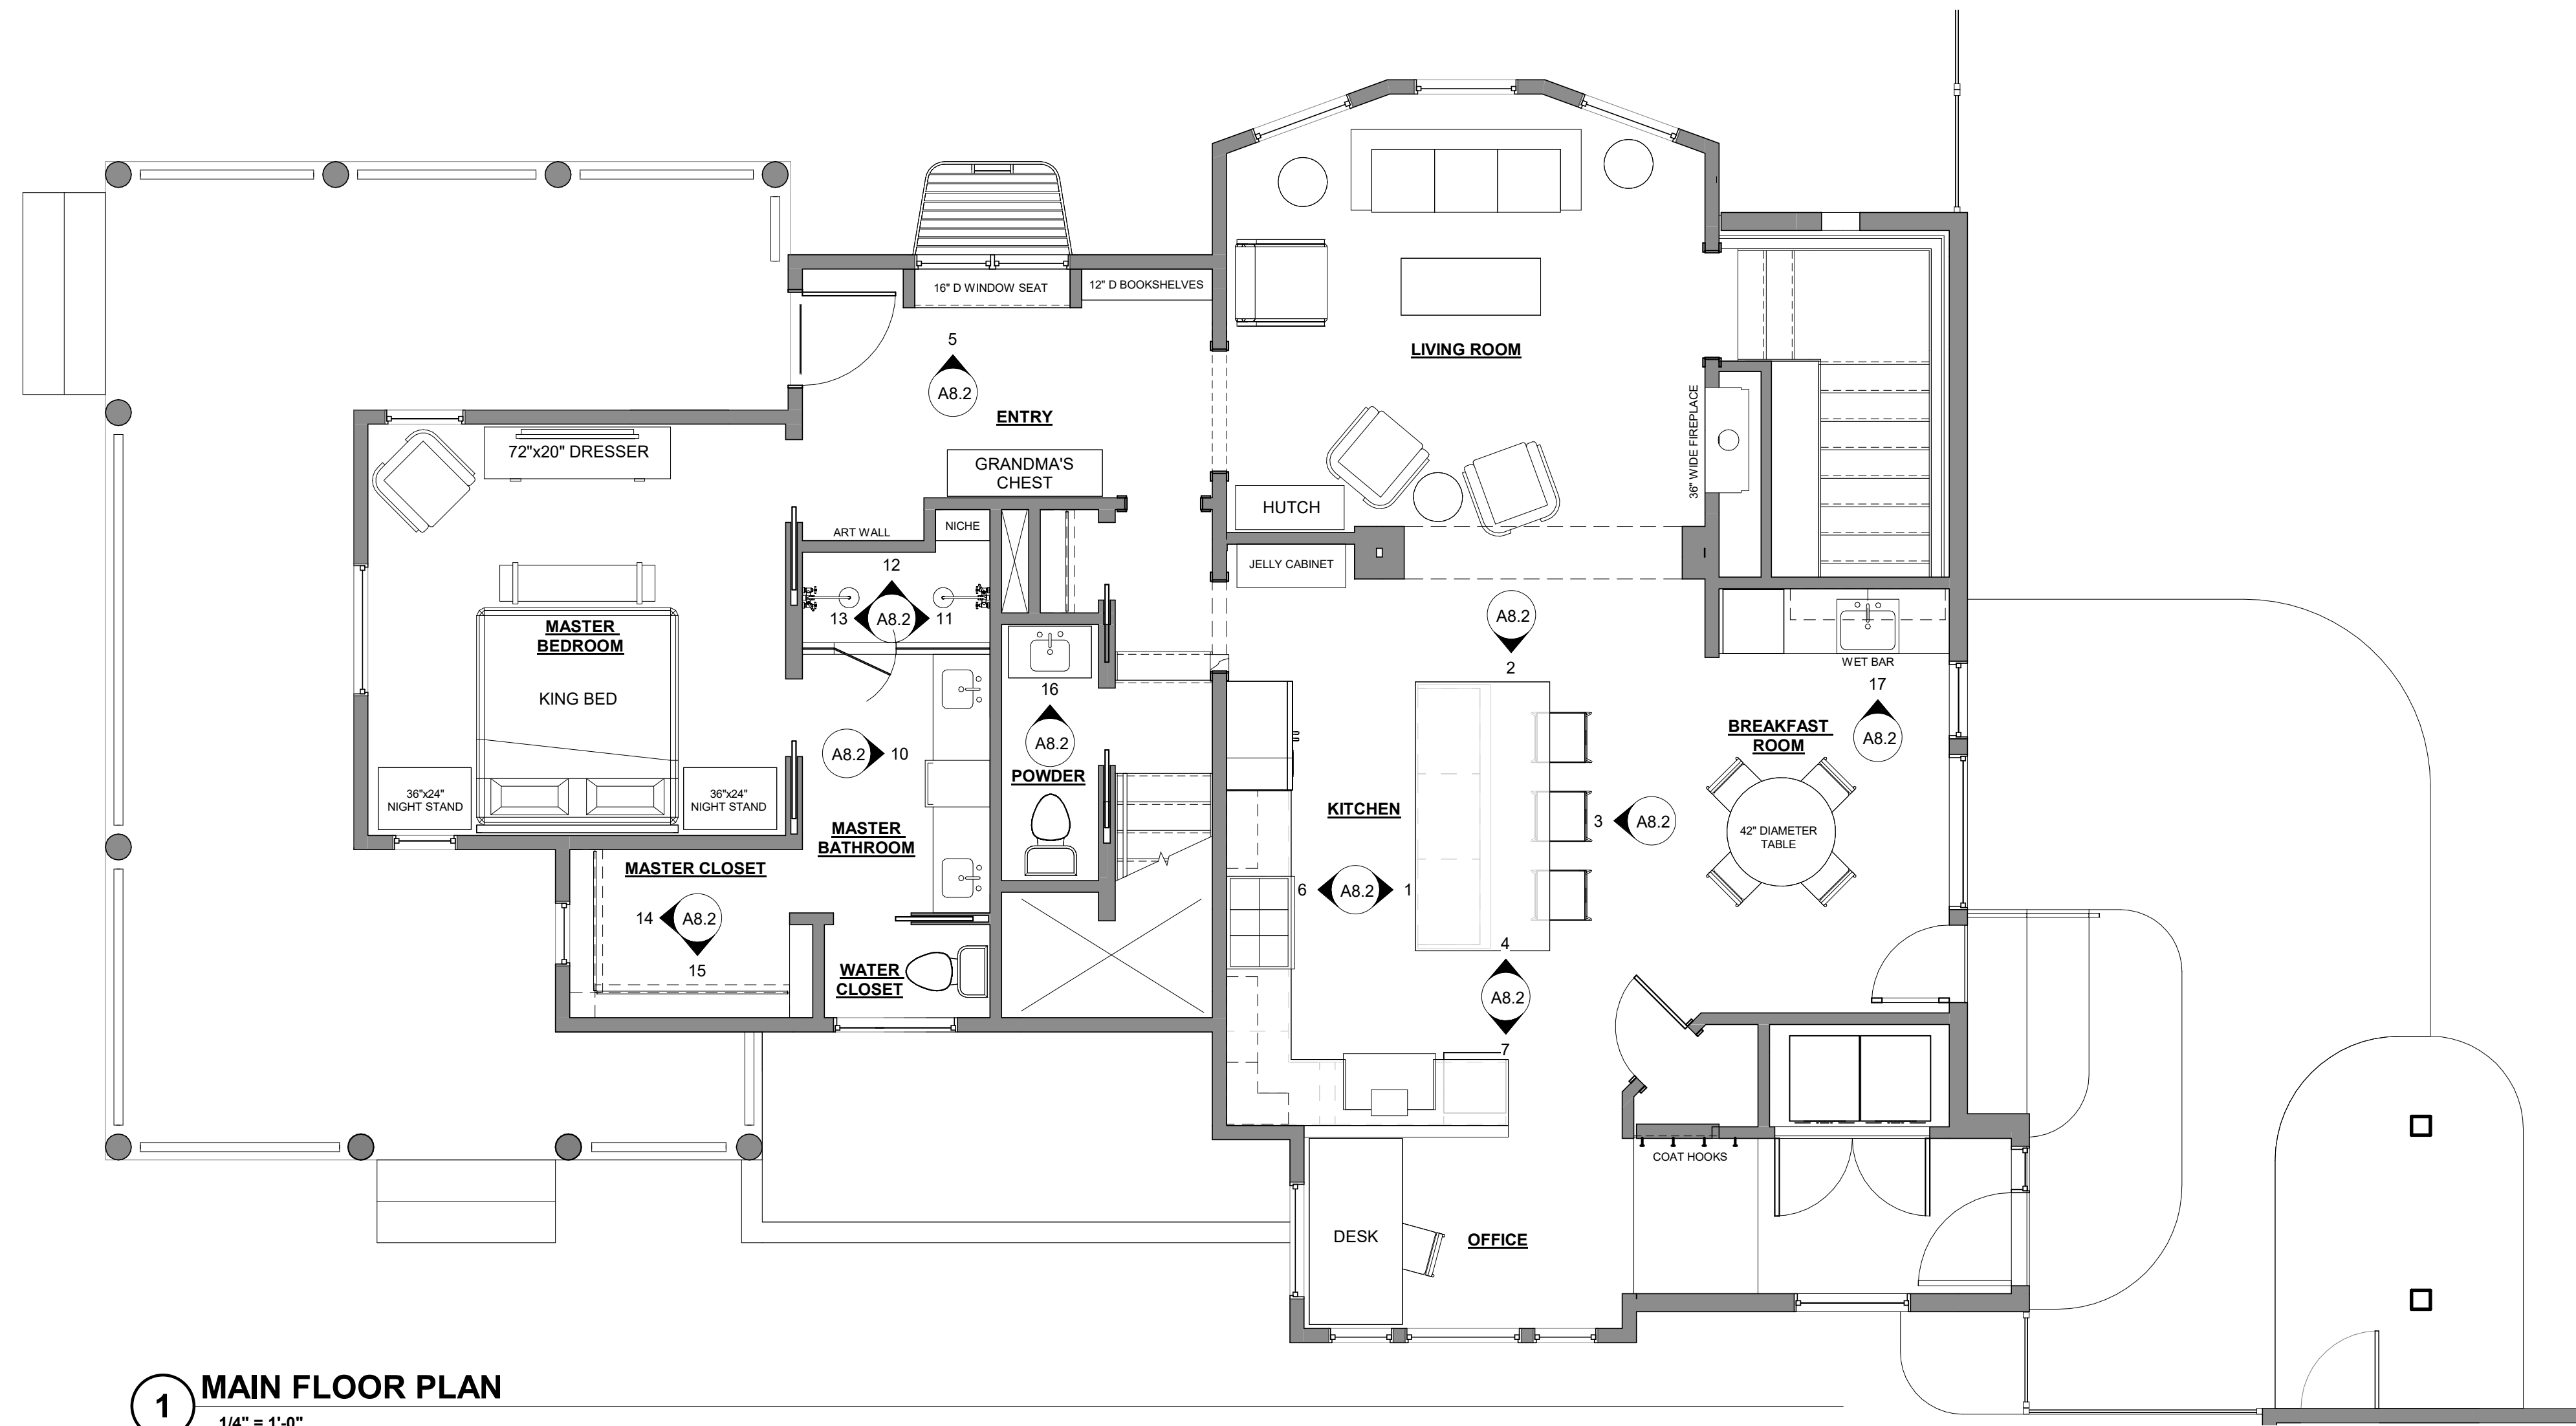 16" D WINDOW SEAT
12" D BOOKSHELVES
5
A8.2
ENTRY
LIVING ROOM
36" WIDE FIREPLACE
72"x20" DRESSER
GRANDMA'S
CHEST
HUTCH
ART WALL
NICHE
JELLY CABINET
12
13
A8.2
11
A8.2
2
MASTER
BEDROOM
KING BED
16
A8.2
POWDER
WET BAR
17
A8.2
BREAKFAST
ROOM
A8.2
10
36"x24"
NIGHT STAND
36"x24"
NIGHT STAND
KITCHEN
3
A8.2
42" DIAMETER
TABLE
MASTER
BATHROOM
MASTER CLOSET
14
A8.2
15
6
A8.2
1
4
A8.2
7
WATER
CLOSET
COAT HOOKS
DESK
OFFICE
1
MAIN FLOOR PLAN
1/4" = 1'-0"